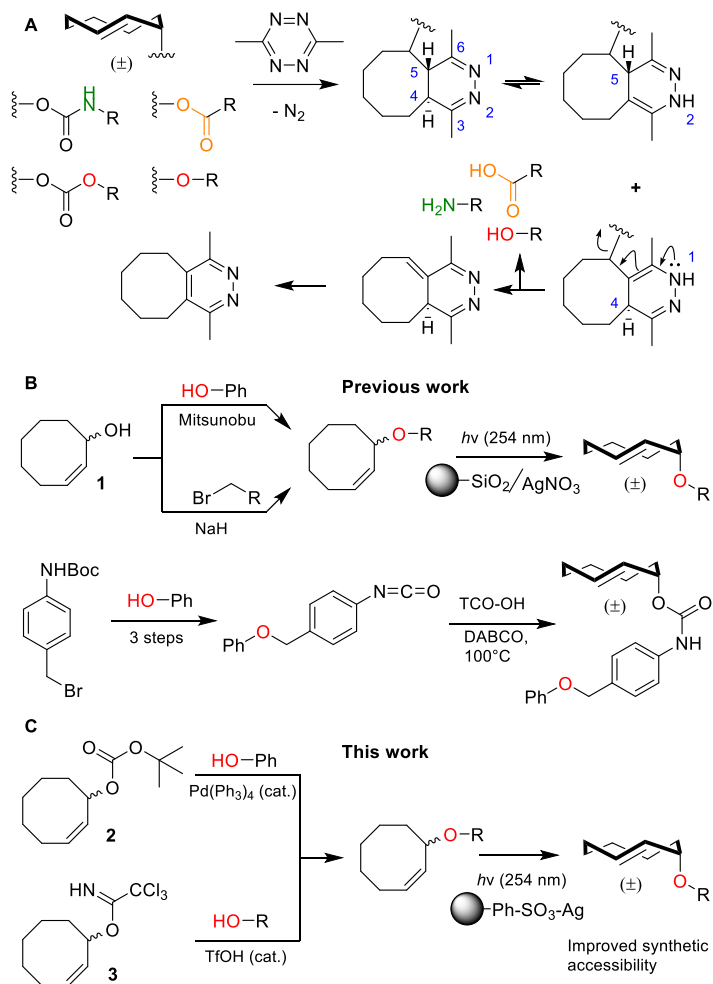 A
(±)
- N2
O
O
H
N
R
O
O
R
O
O
O
R
O
R
6
1
N
N
2
3
4
5
H
H
5
H
N
NH
2
HO
O
R
H2N
R
HO
R
+
N
N
H
N
N
1
NH
N
4
H
B
Previous work
OH
1
HO
Ph
Mitsunobu
Br
R
NaH
O
R
hν (254 nm)
SiO2/AgNO3
(±)
O
R
NHBoc
Br
HO
Ph
3 steps
N=C=O
O
Ph
TCO-OH
DABCO,
100°C
(±)
O
O
NH
Ph
O
C
This work
O
O
O
2
HO
Ph
Pd(Ph3)4 (cat.)
HN
CCl3
O
3
HO
R
TfOH (cat.)
O
R
hν (254 nm)
Ph-SO3-Ag
(±)
O
R
Improved synthetic
accessibility